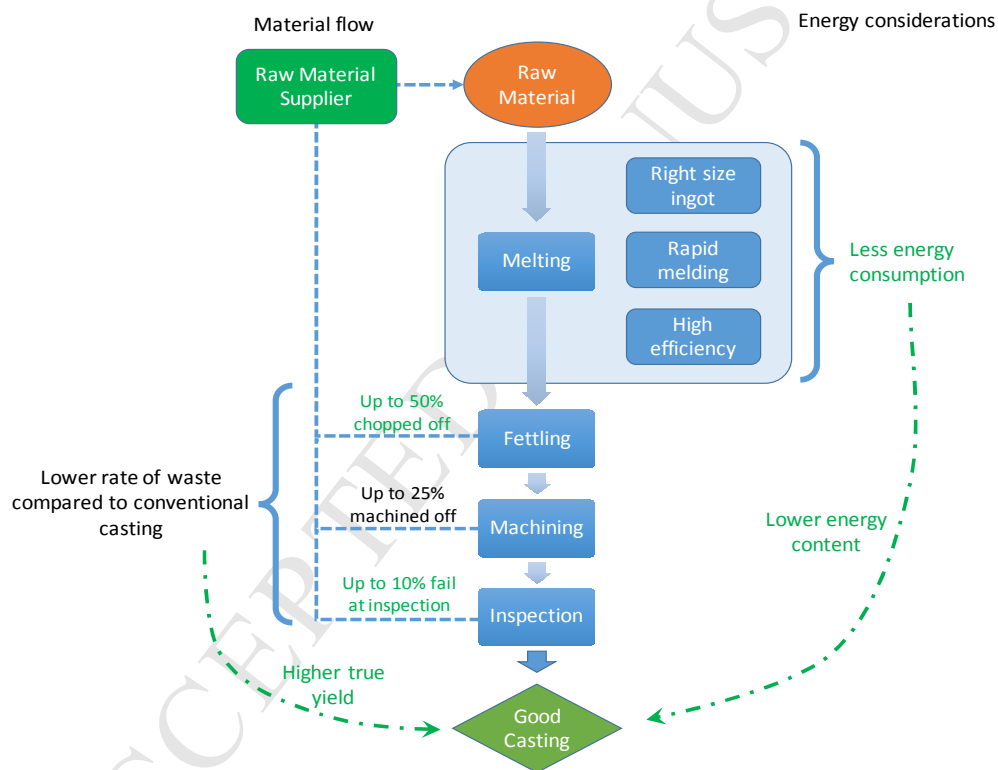 Material flow
Energy considerations
Raw Material
Supplier
Raw
Material
Right size
ingot
Melting
Rapid
melding
High
efficiency
Less energy
consumption
Up to 50%
chopped off
Fettling
Lower rate of waste
compared to conventional
casting
Up to 25%
machined off
Machining
Lower energy
content
Up to 10% fail
at inspection
Inspection
Higher true
yield
Good
Casting
CCEPTED
NUS